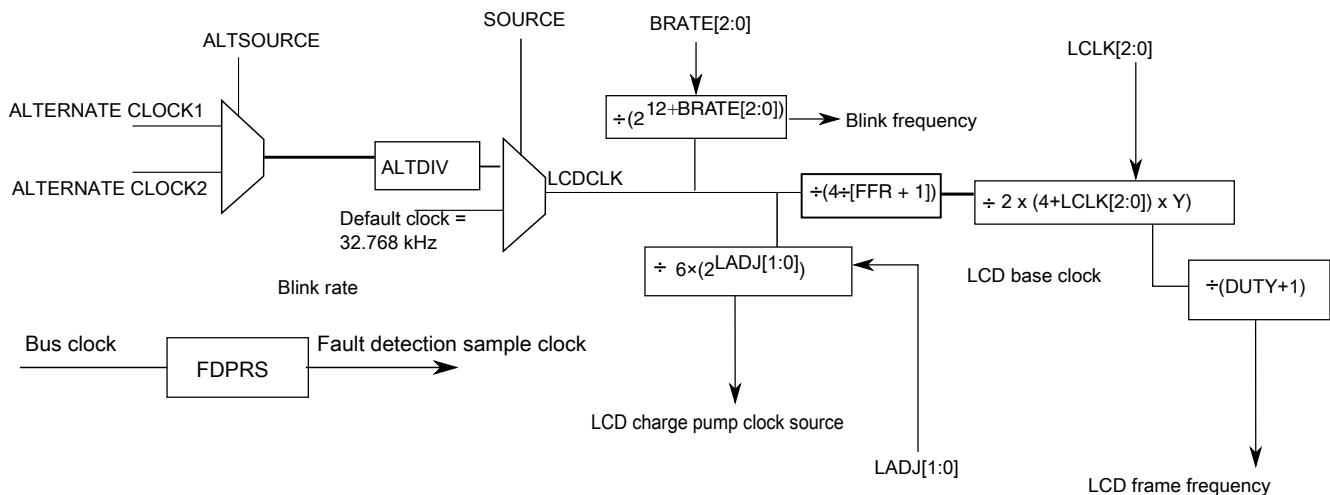 SOURCE
BRATE[2:0]
ALTSOURCE
LCLK[2:0]
ALTERNATE CLOCK1
÷(2^12+BRATE[2:0])
Blink frequency
ALTERNATE CLOCK2
ALTDIV
LCDCLK
÷(4÷[FFR + 1])
÷ 2 x (4+LCLK[2:0]) x Y)
Default clock =
32.768 kHz
÷ 6×(2^LADJ[1:0])
LCD base clock
Blink rate
÷(DUTY+1)
Bus clock
FDPRS
Fault detection sample clock
LCD charge pump clock source
LADJ[1:0]
LCD frame frequency